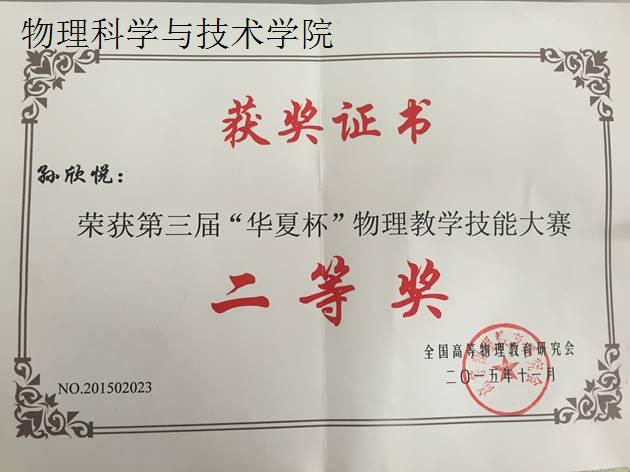 物理科学与技术学院
获奖证书
孙欣悦：
荣获第三届“华夏杯”物理教学技能大赛
二等奖
全国高等物理教育研究会
二〇一五年十一月
NO.201502023